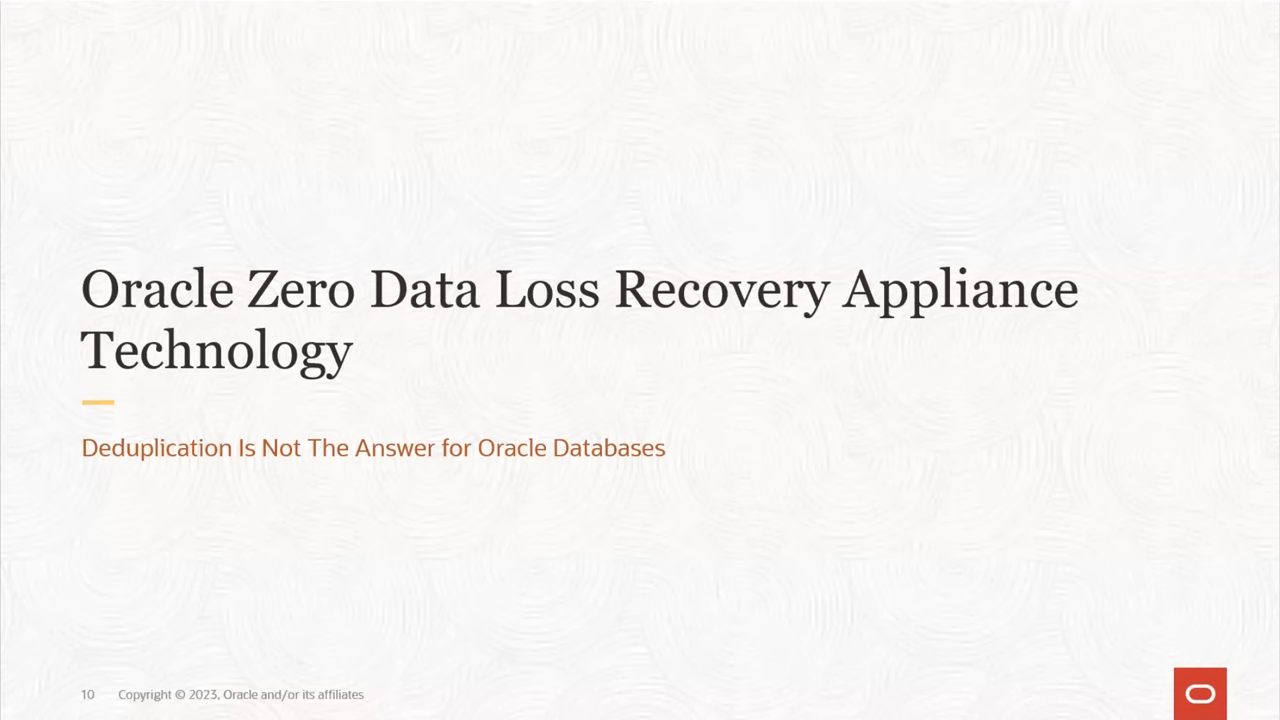 Oracle Zero Data Loss Recovery Appliance
Technology
Deduplication Is Not The Answer for Oracle Databases
10 Copyright © 2023, Oracle and/or its affiliates